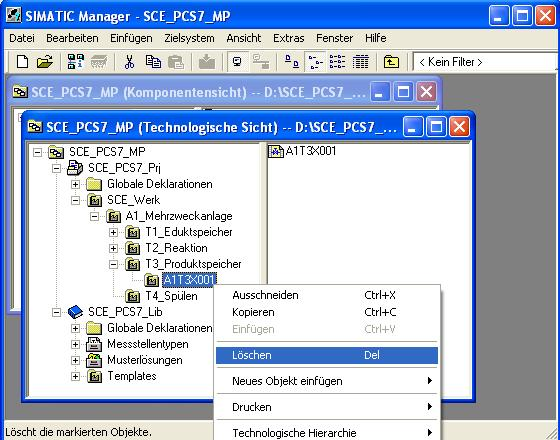 SIMATIC Manager - SCE_PCS7_MP
Datei Bearbeiten Einfügen Zielsystem Ansicht Extras Fenster Hilfe
< Kein Filter >
SCE_PCS7_MP (Komponentensicht) -- D:\SCE_PCS7_...
SCE_PCS7_MP (Technologische Sicht) -- D:\SCE_PCS7_...
SCE_PCS7_MP
A1T3X001
SCE_PCS7_Prj
Globale Deklarationen
SCE_Werk
A1_Mehrzweckanlage
T1_Eduktspeicher
T2_Reaktion
T3_Produktspeicher
A1T3X001
T4_Spülen
SCE_PCS7_Lib
Globale Deklarationen
Messstellentypen
Musterlösungen
Templates
Ausschneiden Ctrl+X
Kopieren Ctrl+C
Einfügen Ctrl+V
Löschen Del
Neues Objekt einfügen
Drucken
Technologische Hierarchie
Löscht die markierten Objekte.